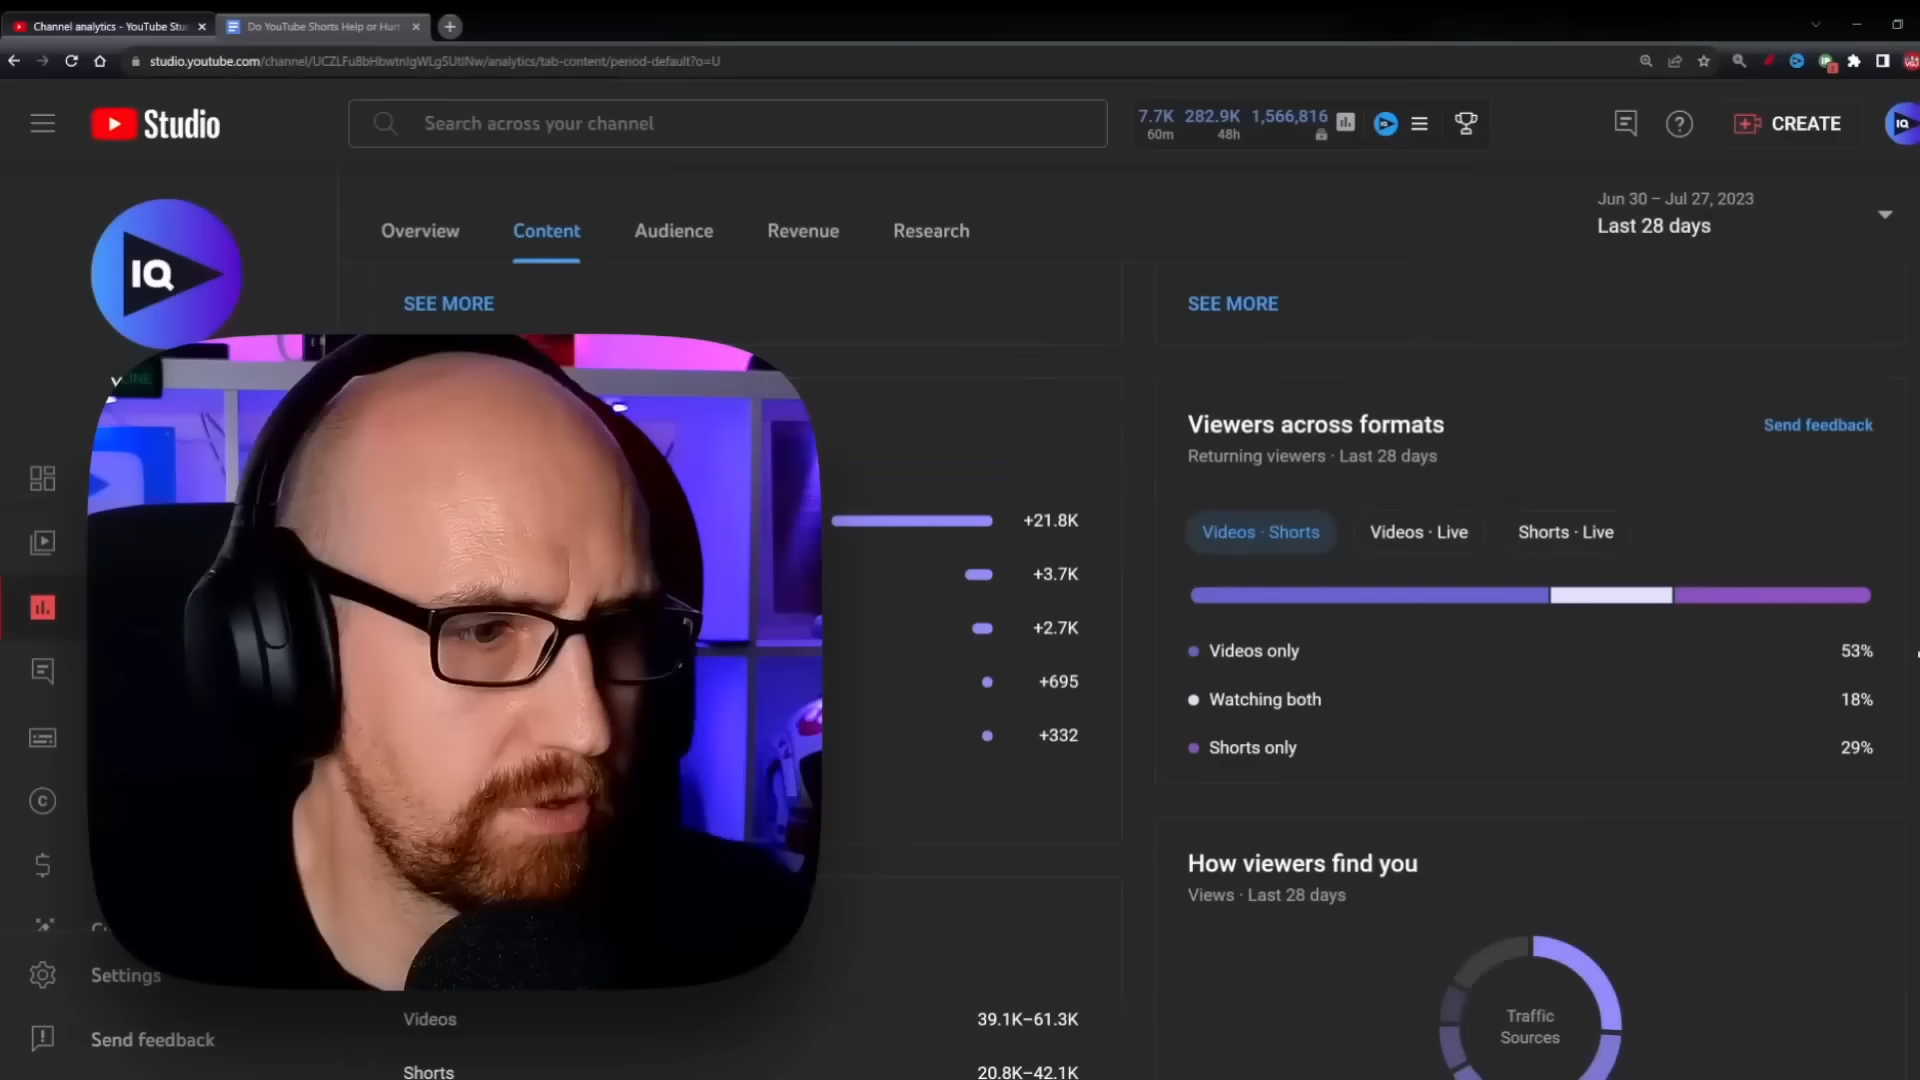 Channel analytics - YouTube Stu
Do YouTube Shorts Help or Hur
studio.youtube.com/channel/UCZLFu8bHbwtnIgWLg5UtINw/analytics/tab-content/period-default?o=U
Studio
Search across your channel
7.7K 282.9K 1,566,816
60m 48h
CREATE
IQ
IQ
Overview
Content
Audience
Revenue
Research
Jun 30 – Jul 27, 2023
Last 28 days
SEE MORE
SEE MORE
Viewers across formats
Send feedback
Returning viewers · Last 28 days
+21.8K
Videos · Shorts
Videos · Live
Shorts · Live
+3.7K
+2.7K
Videos only 53%
+695
Watching both 18%
+332
Shorts only 29%
How viewers find you
Views · Last 28 days
Settings
Traffic
Sources
Videos 39.1K–61.3K
Send feedback
Shorts 20.8K–42.1K